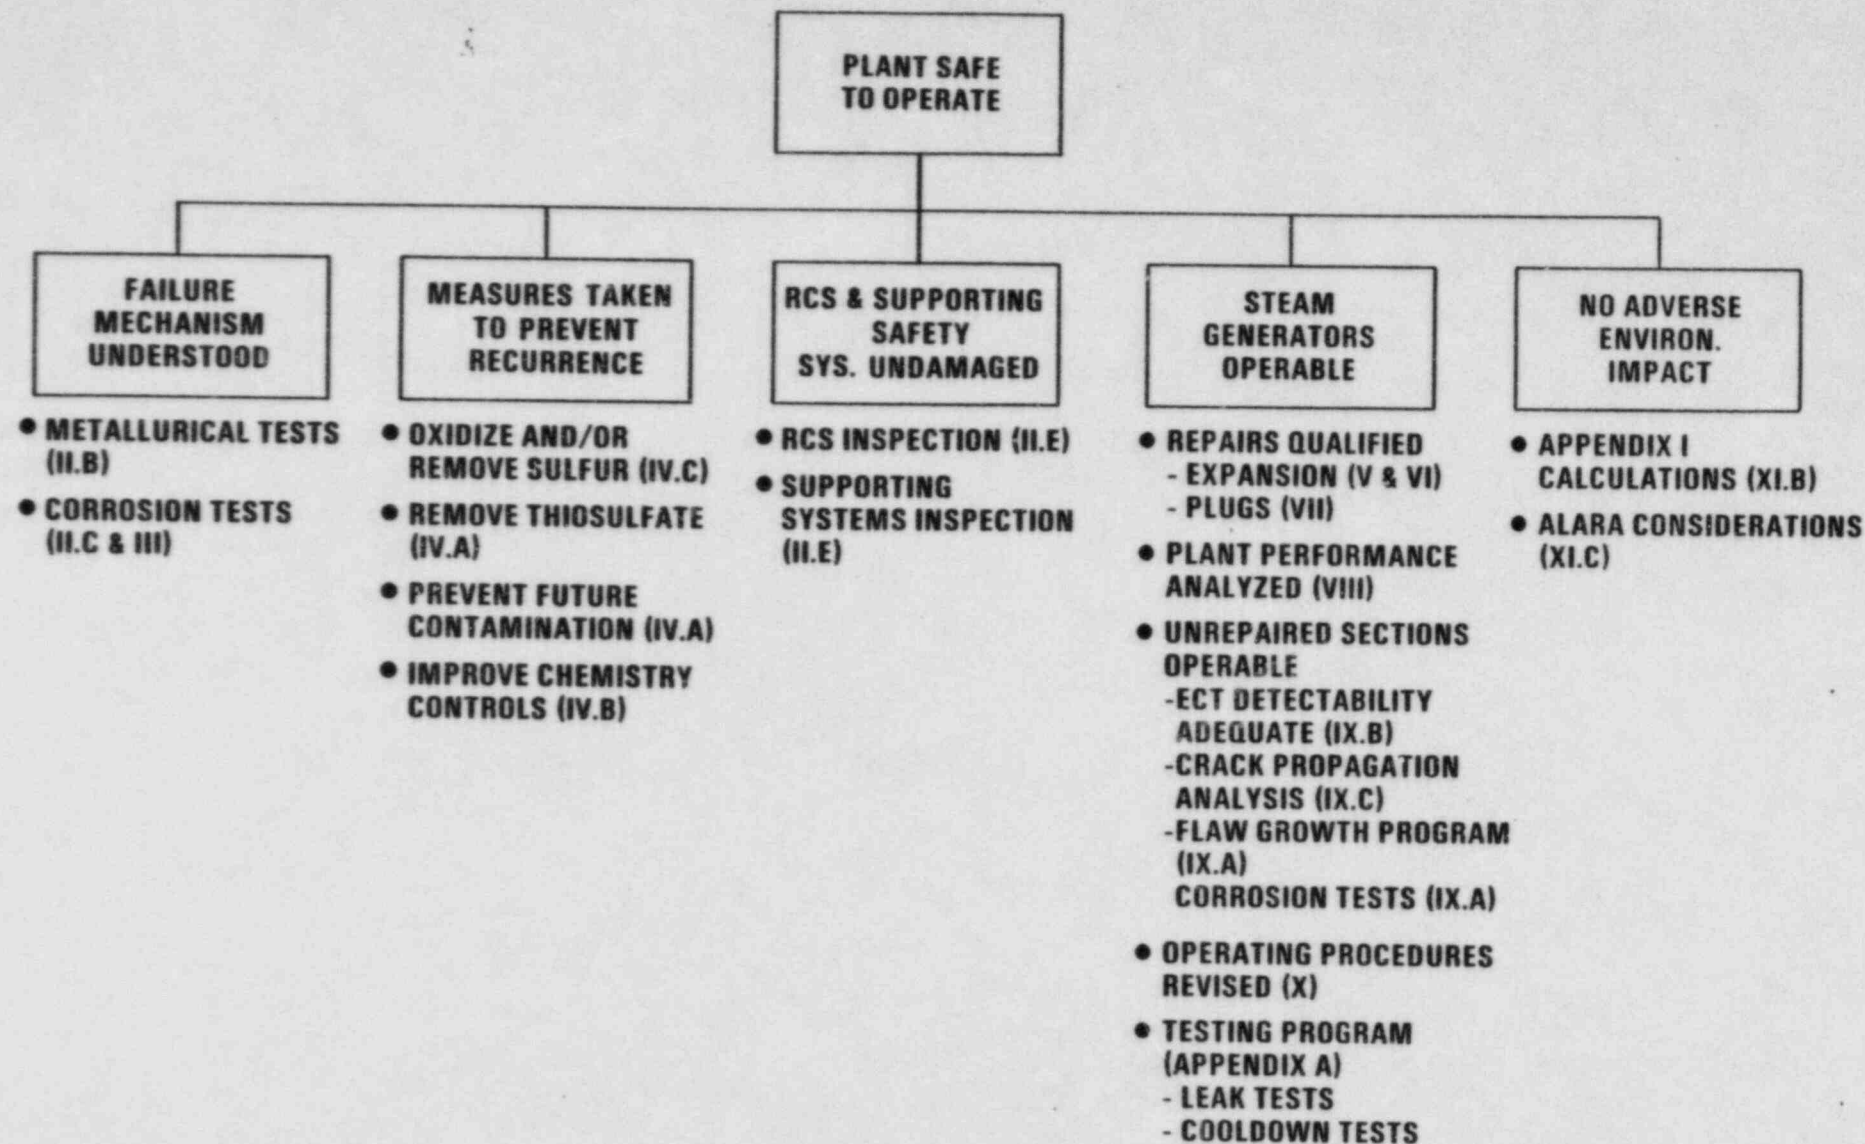 PLANT SAFE
TO OPERATE
FAILURE
MECHANISM
UNDERSTOOD
● METALLURICAL TESTS
(II.B)
● CORROSION TESTS
(II.C & III)
MEASURES TAKEN
TO PREVENT
RECURRENCE
● OXIDIZE AND/OR
REMOVE SULFUR (IV.C)
● REMOVE THIOSULFATE
(IV.A)
● PREVENT FUTURE
CONTAMINATION (IV.A)
● IMPROVE CHEMISTRY
CONTROLS (IV.B)
RCS & SUPPORTING
SAFETY
SYS. UNDAMAGED
● RCS INSPECTION (II.E)
● SUPPORTING
SYSTEMS INSPECTION
(II.E)
STEAM
GENERATORS
OPERABLE
● REPAIRS QUALIFIED
- EXPANSION (V & VI)
- PLUGS (VII)
● PLANT PERFORMANCE
ANALYZED (VIII)
● UNREPAIRED SECTIONS
OPERABLE
-ECT DETECTABILITY
ADEQUATE (IX.B)
-CRACK PROPAGATION
ANALYSIS (IX.C)
-FLAW GROWTH PROGRAM
(IX.A)
CORROSION TESTS (IX.A)
● OPERATING PROCEDURES
REVISED (X)
● TESTING PROGRAM
(APPENDIX A)
- LEAK TESTS
- COOLDOWN TESTS
NO ADVERSE
ENVIRON.
IMPACT
● APPENDIX I
CALCULATIONS (XI.B)
● ALARA CONSIDERATIONS
(XI.C)